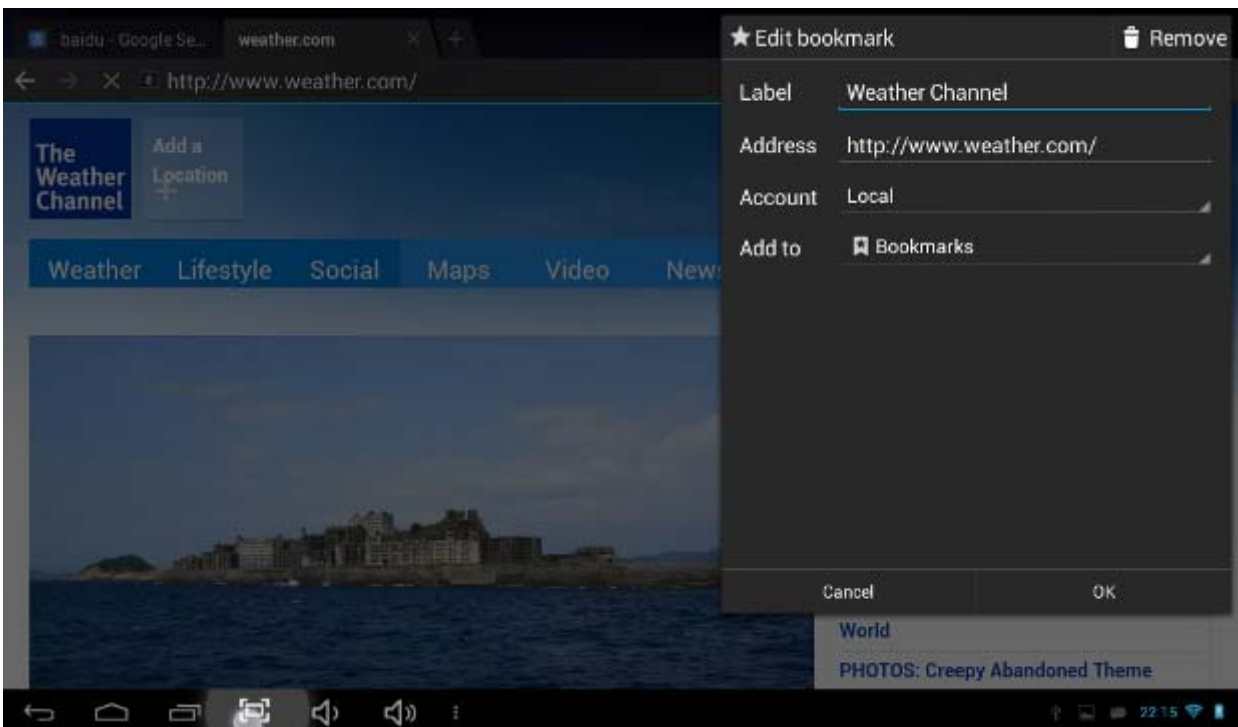 baidu - Google Se...
weather.com
http://www.weather.com/
The
Weather
Channel
Add a
Location
Weather Lifestyle Social Maps Video News
Edit bookmark
Remove
Label Weather Channel
Address http://www.weather.com/
Account Local
Add to Bookmarks
Cancel OK
World
PHOTOS: Creepy Abandoned Theme
22:15